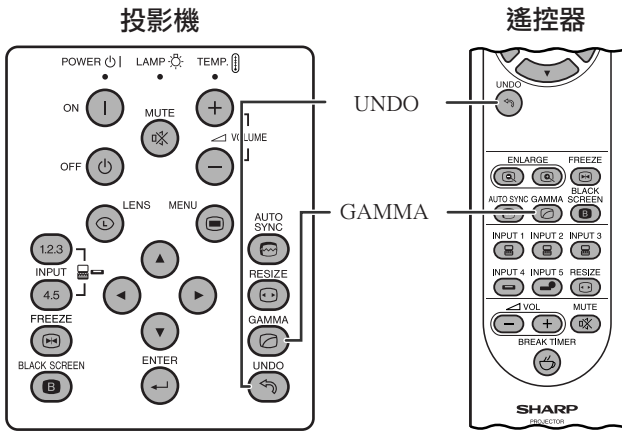 投影機
POWER LAMP TEMP.
ON
MUTE
VOLUME
OFF
LENS MENU
AUTO
SYNC
1.2.3
INPUT
4.5
RESIZE
FREEZE
GAMMA
BLACK SCREEN
B
ENTER
UNDO
UNDO
GAMMA
遙控器
UNDO
ENLARGE FREEZE
AUTO SYNC GAMMA BLACK
SCREEN
B
INPUT 1 INPUT 2 INPUT 3
INPUT 4 INPUT 5 RESIZE
VOL MUTE
BREAK TIMER
SHARP
PROJECTOR